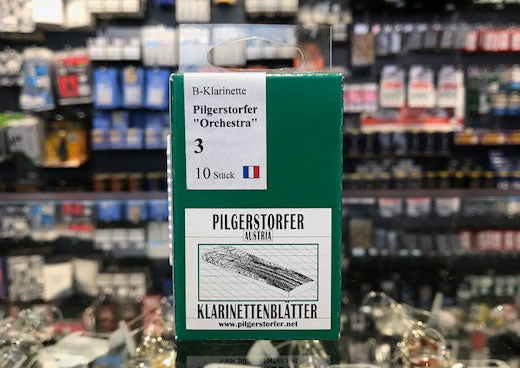 B-Klarinette
Pilgerstorfer
"Orchestra"
3
10 Stück
PILGERSTORFER
(AUSTRIA)
KLARINETTENBLÄTTER
www.pilgerstorfer.net